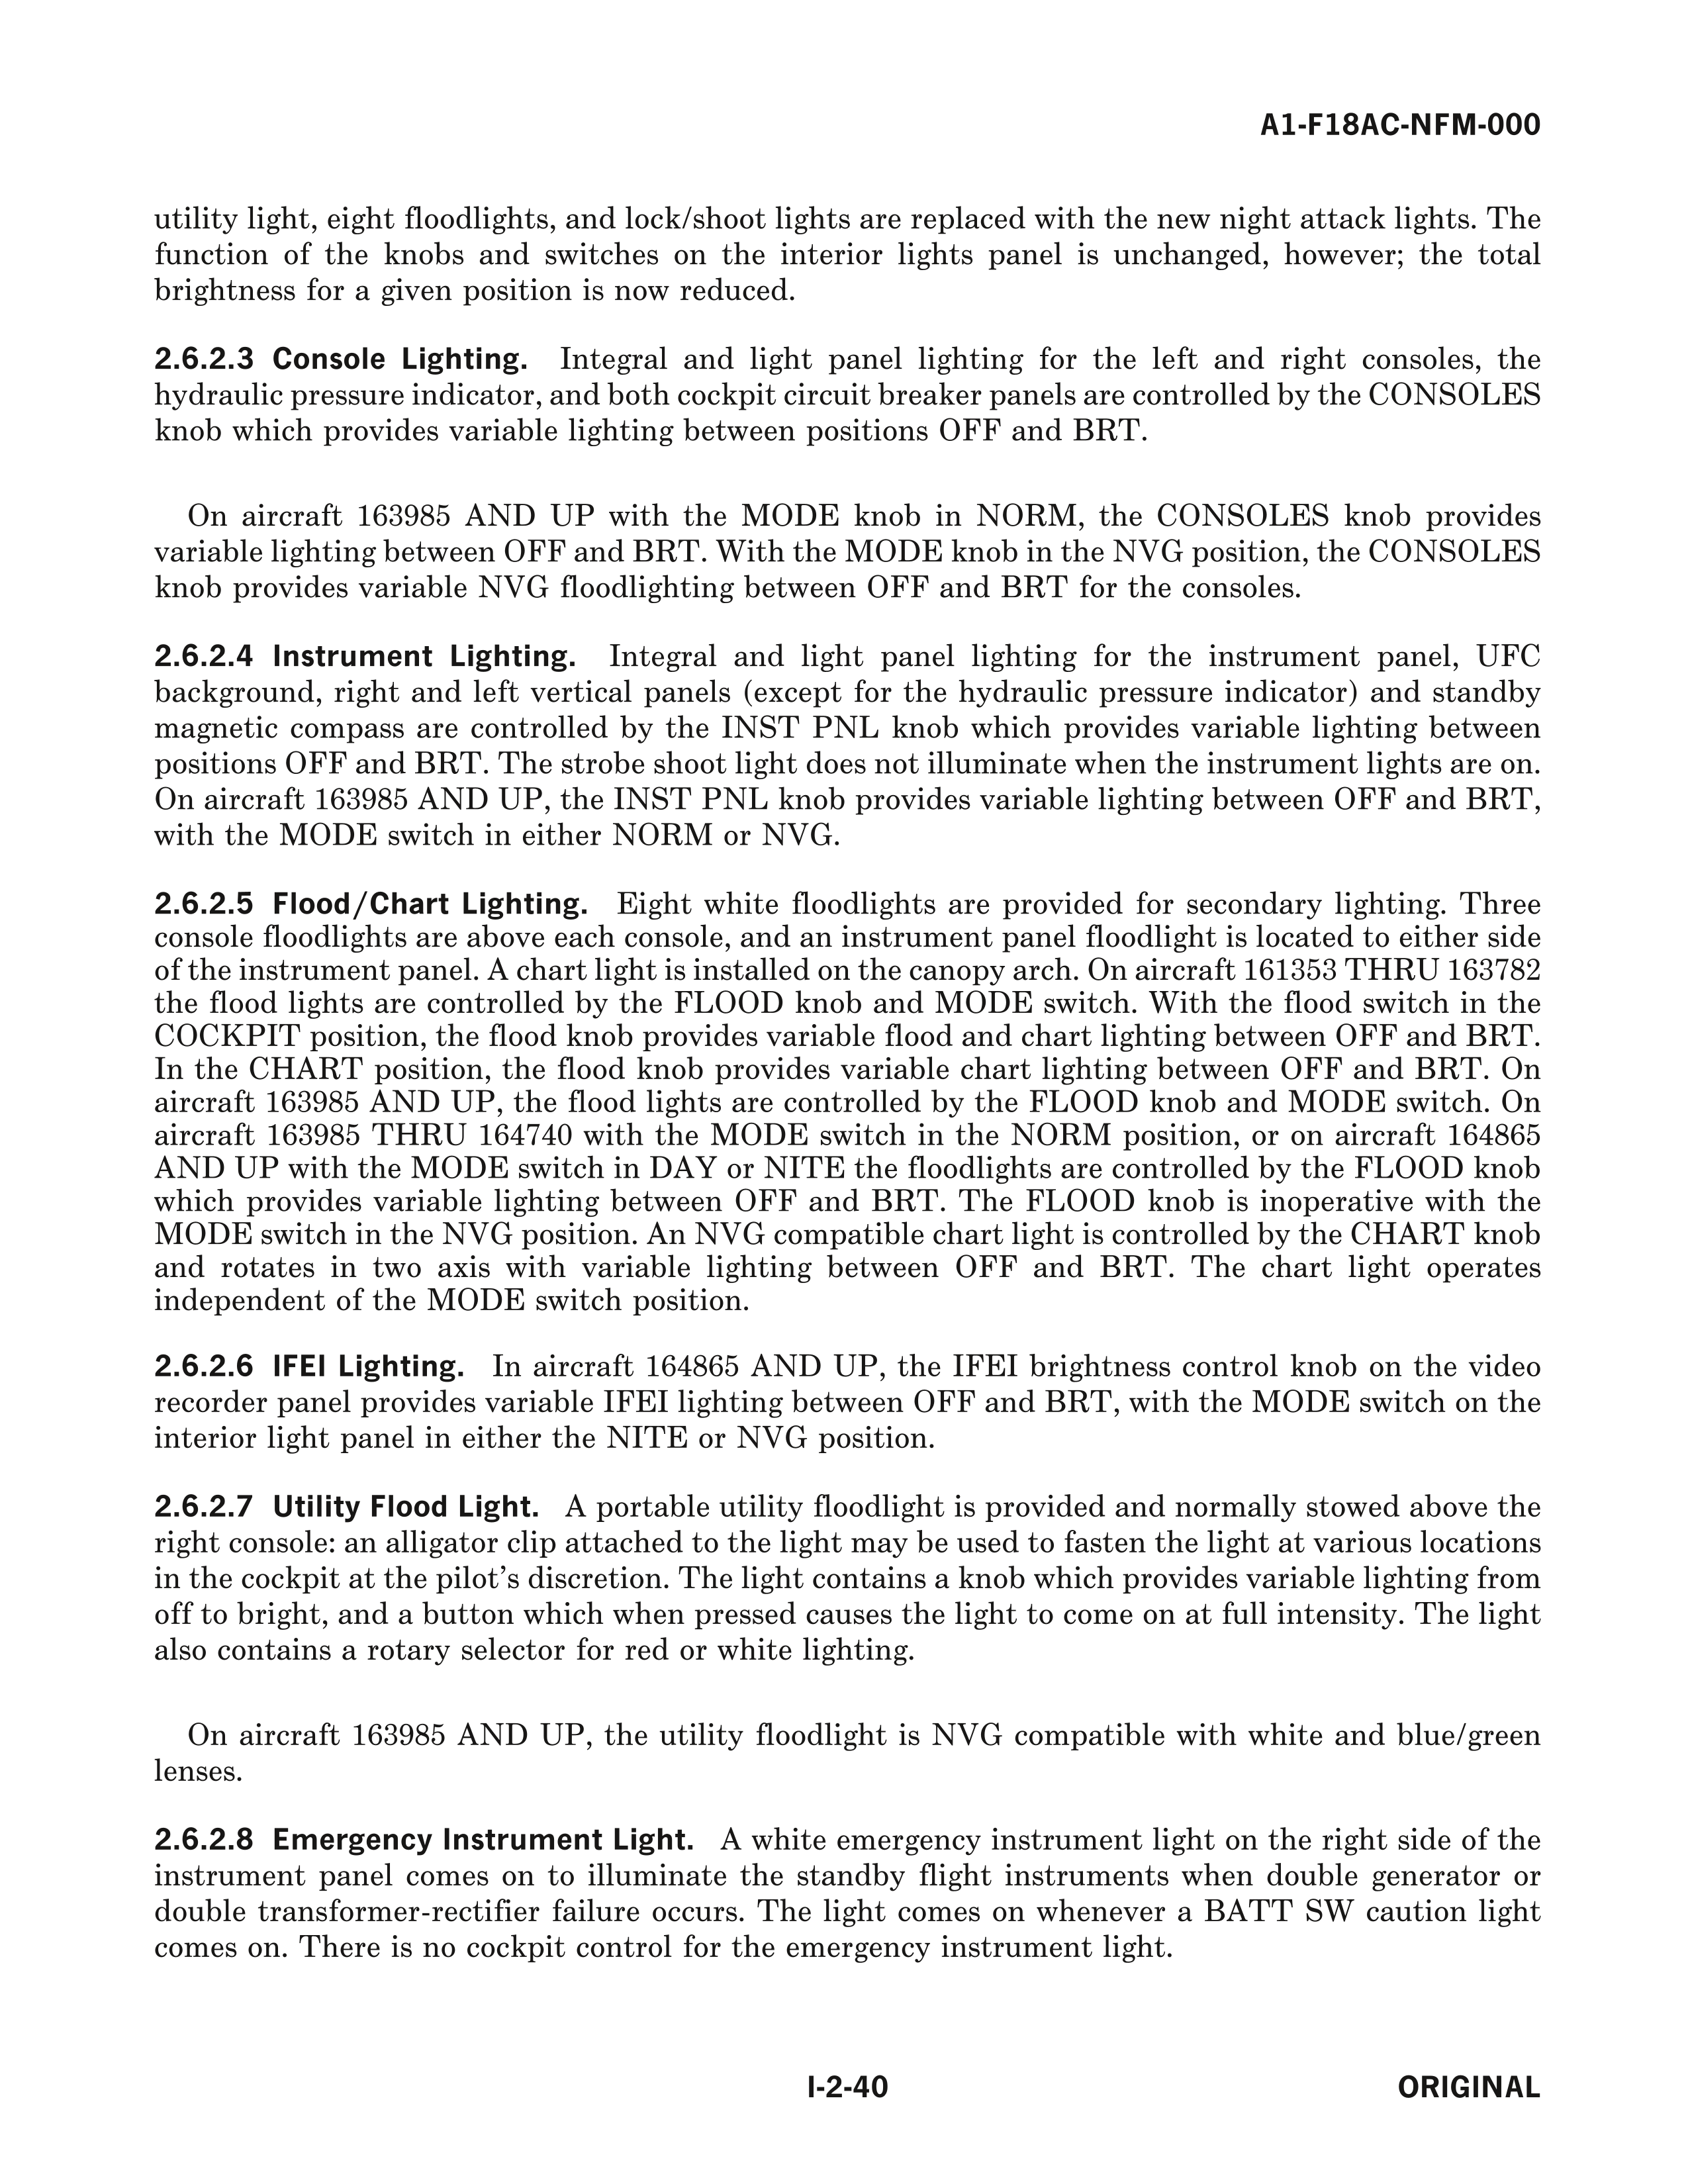 A1-F18AC-NFM-000
utility light, eight floodlights, and lock/shoot lights are replaced with the new night attack lights. The
function of the knobs and switches on the interior lights panel is unchanged, however; the total
brightness for a given position is now reduced.
2.6.2.3 Console Lighting. Integral and light panel lighting for the left and right consoles, the
hydraulic pressure indicator, and both cockpit circuit breaker panels are controlled by the CONSOLES
knob which provides variable lighting between positions OFF and BRT.
On aircraft 163985 AND UP with the MODE knob in NORM, the CONSOLES knob provides
variable lighting between OFF and BRT. With the MODE knob in the NVG position, the CONSOLES
knob provides variable NVG floodlighting between OFF and BRT for the consoles.
2.6.2.4 Instrument Lighting. Integral and light panel lighting for the instrument panel, UFC
background, right and left vertical panels (except for the hydraulic pressure indicator) and standby
magnetic compass are controlled by the INST PNL knob which provides variable lighting between
positions OFF and BRT. The strobe shoot light does not illuminate when the instrument lights are on.
On aircraft 163985 AND UP, the INST PNL knob provides variable lighting between OFF and BRT,
with the MODE switch in either NORM or NVG.
2.6.2.5 Flood/Chart Lighting. Eight white floodlights are provided for secondary lighting. Three
console floodlights are above each console, and an instrument panel floodlight is located to either side
of the instrument panel. A chart light is installed on the canopy arch. On aircraft 161353 THRU 163782
the flood lights are controlled by the FLOOD knob and MODE switch. With the flood switch in the
COCKPIT position, the flood knob provides variable flood and chart lighting between OFF and BRT.
In the CHART position, the flood knob provides variable chart lighting between OFF and BRT. On
aircraft 163985 AND UP, the flood lights are controlled by the FLOOD knob and MODE switch. On
aircraft 163985 THRU 164740 with the MODE switch in the NORM position, or on aircraft 164865
AND UP with the MODE switch in DAY or NITE the floodlights are controlled by the FLOOD knob
which provides variable lighting between OFF and BRT. The FLOOD knob is inoperative with the
MODE switch in the NVG position. An NVG compatible chart light is controlled by the CHART knob
and rotates in two axis with variable lighting between OFF and BRT. The chart light operates
independent of the MODE switch position.
2.6.2.6 IFEI Lighting. In aircraft 164865 AND UP, the IFEI brightness control knob on the video
recorder panel provides variable IFEI lighting between OFF and BRT, with the MODE switch on the
interior light panel in either the NITE or NVG position.
2.6.2.7 Utility Flood Light. A portable utility floodlight is provided and normally stowed above the
right console: an alligator clip attached to the light may be used to fasten the light at various locations
in the cockpit at the pilot’s discretion. The light contains a knob which provides variable lighting from
off to bright, and a button which when pressed causes the light to come on at full intensity. The light
also contains a rotary selector for red or white lighting.
On aircraft 163985 AND UP, the utility floodlight is NVG compatible with white and blue/green
lenses.
2.6.2.8 Emergency Instrument Light. A white emergency instrument light on the right side of the
instrument panel comes on to illuminate the standby flight instruments when double generator or
double transformer-rectifier failure occurs. The light comes on whenever a BATT SW caution light
comes on. There is no cockpit control for the emergency instrument light.
I-2-40
ORIGINAL